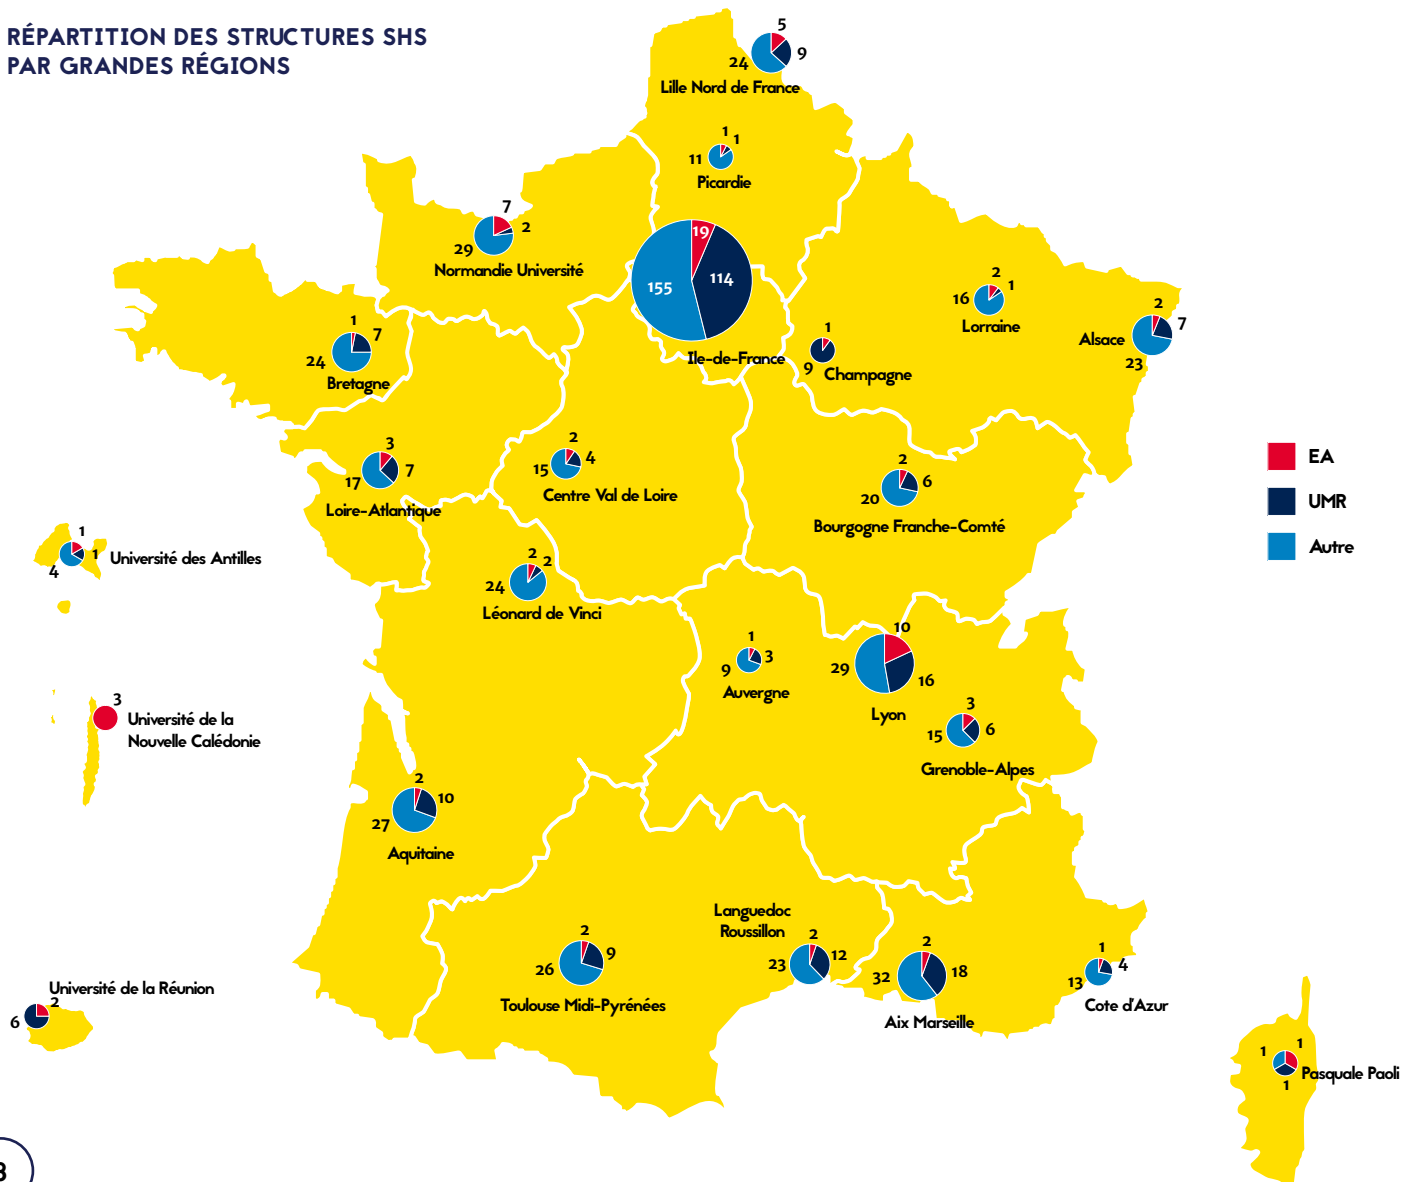 RÉPARTITION DES STRUCTURES SHS
PAR GRANDES RÉGIONS
5
9
24
Lille Nord de France
1
1
11
Picardie
7
2
29
Normandie Université
19
114
155
Ile-de-France
2
1
16
Lorraine
2
7
23
Alsace
1
9
Champagne
1
7
24
Bretagne
3
7
17
Loire-Atlantique
2
4
15
Centre Val de Loire
2
6
20
Bourgogne Franche-Comté
EA
UMR
Autre
1
1
4
Université des Antilles
2
2
24
Léonard de Vinci
1
3
9
Auvergne
10
16
29
Lyon
3
6
15
Grenoble-Alpes
3
Université de la
Nouvelle Calédonie
2
10
27
Aquitaine
2
9
26
Toulouse Midi-Pyrénées
Languedoc
Roussillon
2
12
23
2
18
32
Aix Marseille
1
4
13
Cote d'Azur
Université de la Réunion
2
6
1
1
1
Pasquale Paoli
8